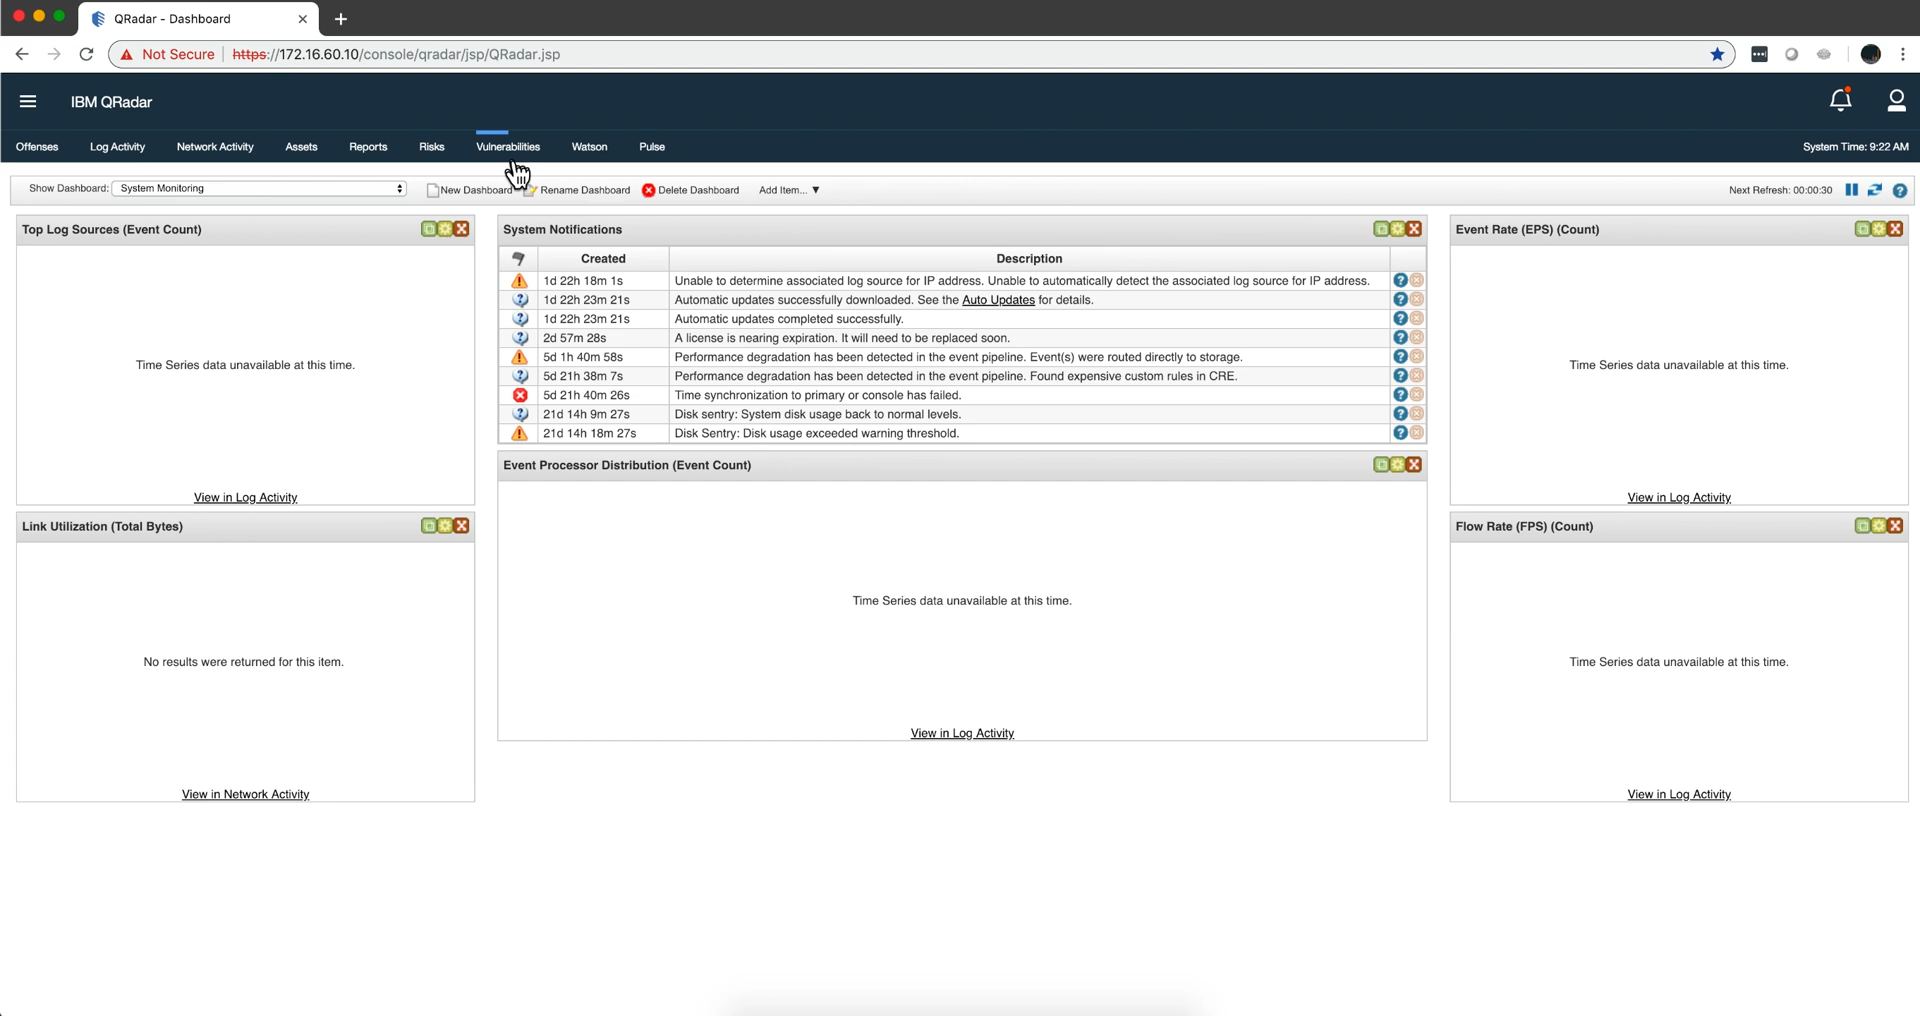 QRadar - Dashboard
Not Secure
https://172.16.60.10/console/qradar/jsp/QRadar.jsp
IBM QRadar
Offenses Log Activity Network Activity Assets Reports Risks Vulnerabilities Watson Pulse System Time: 9:22 AM
Show Dashboard: System Monitoring New Dashboard Rename Dashboard Delete Dashboard Add Item... ▼ Next Refresh: 00:00:30
Top Log Sources (Event Count)
Time Series data unavailable at this time.
View in Log Activity
Link Utilization (Total Bytes)
No results were returned for this item.
View in Network Activity
System Notifications
Created Description
1d 22h 18m 1s Unable to determine associated log source for IP address. Unable to automatically detect the associated log source for IP address.
1d 22h 23m 21s Automatic updates successfully downloaded. See the Auto Updates for details.
1d 22h 23m 21s Automatic updates completed successfully.
2d 57m 28s A license is nearing expiration. It will need to be replaced soon.
5d 1h 40m 58s Performance degradation has been detected in the event pipeline. Event(s) were routed directly to storage.
5d 21h 38m 7s Performance degradation has been detected in the event pipeline. Found expensive custom rules in CRE.
5d 21h 40m 26s Time synchronization to primary or console has failed.
21d 14h 9m 27s Disk sentry: System disk usage back to normal levels.
21d 14h 18m 27s Disk Sentry: Disk usage exceeded warning threshold.
Event Processor Distribution (Event Count)
Time Series data unavailable at this time.
View in Log Activity
Event Rate (EPS) (Count)
Time Series data unavailable at this time.
View in Log Activity
Flow Rate (FPS) (Count)
Time Series data unavailable at this time.
View in Log Activity